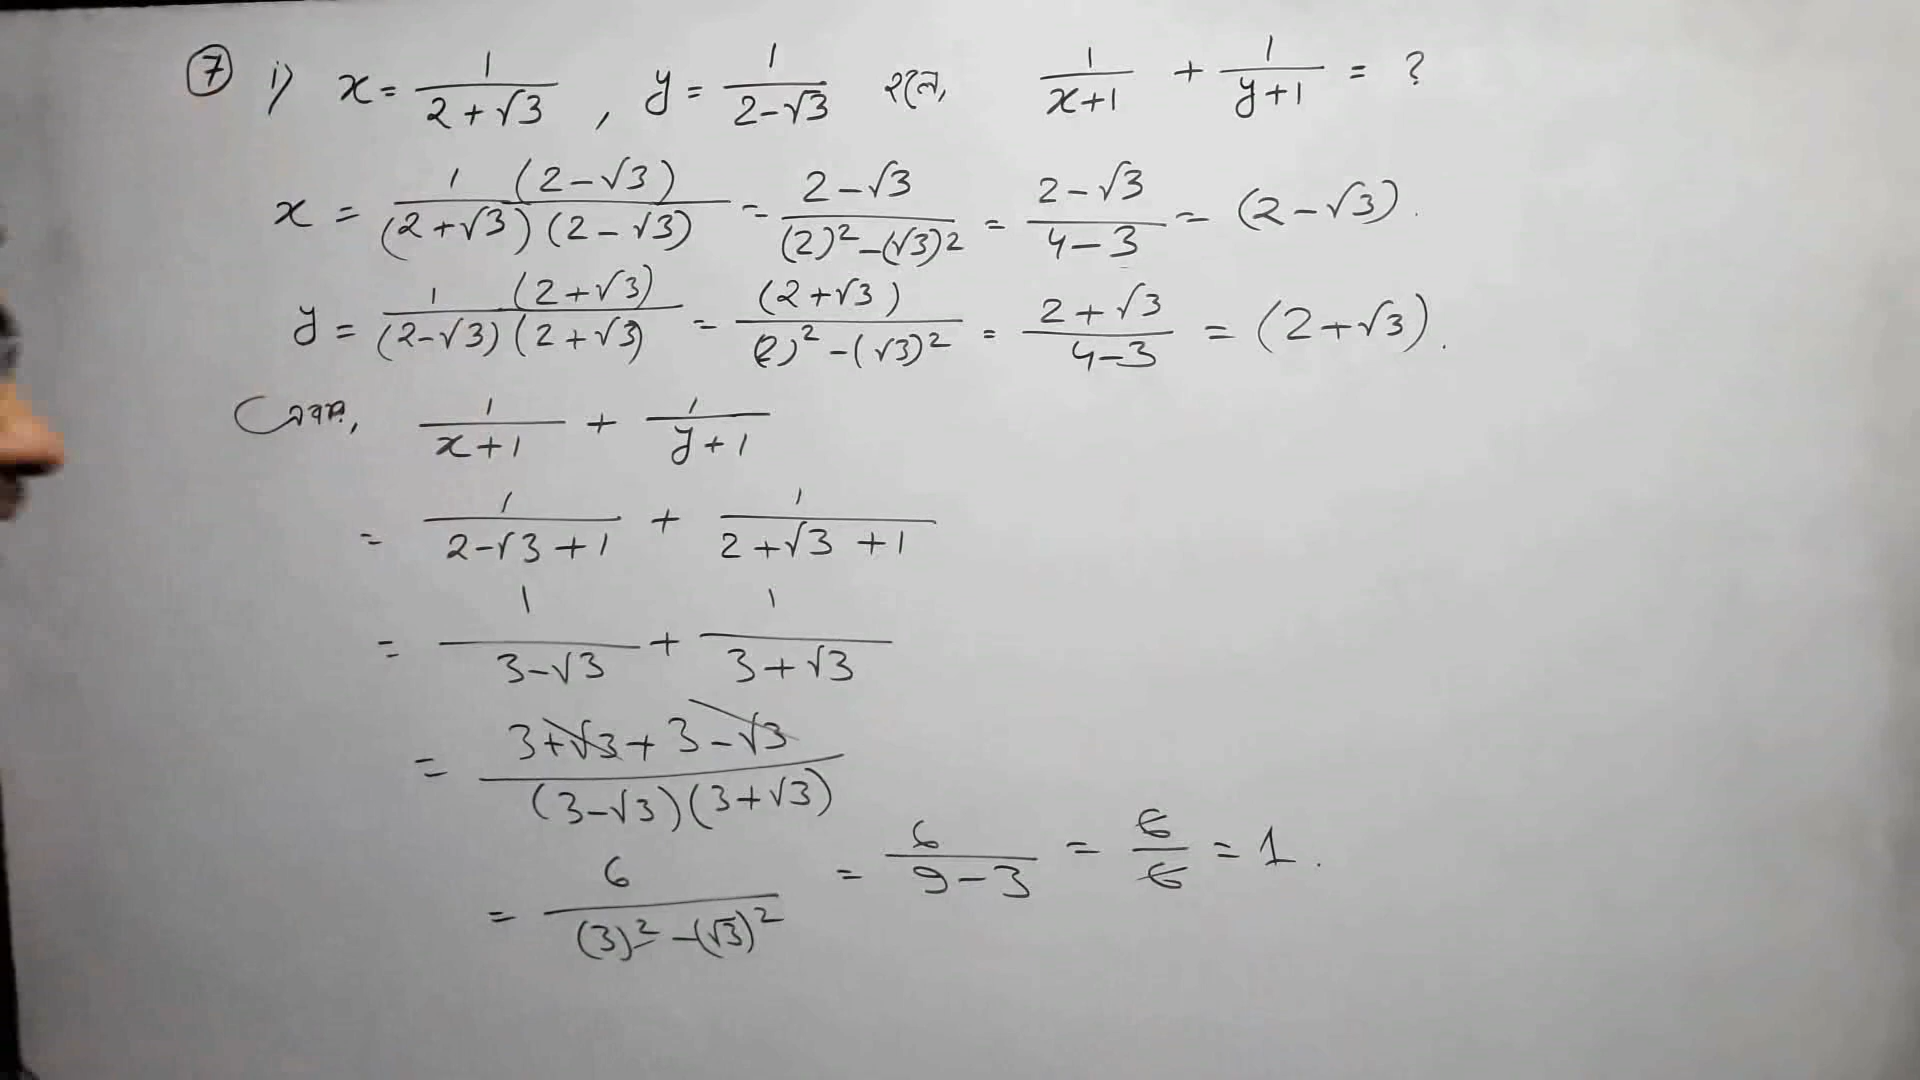 ⑦ i) x = 1/(2+√3) , y = 1/(2-√3) হলে, 1/(x+1) + 1/(y+1) = ?
x = 1(2-√3)/(2+√3)(2-√3) = (2-√3)/((2)²-(√3)²) = (2-√3)/(4-3) = (2-√3).
y = 1(2+√3)/(2-√3)(2+√3) = (2+√3)/((2)²-(√3)²) = (2+√3)/(4-3) = (2+√3).
1/(x+1) + 1/(y+1)
= 1/(2-√3+1) + 1/(2+√3+1)
= 1/(3-√3) + 1/(3+√3)
= (3+√3+3-√3)/(3-√3)(3+√3)
= 6/((3)²-(√3)²) = 6/(9-3) = 6/6 = 1.